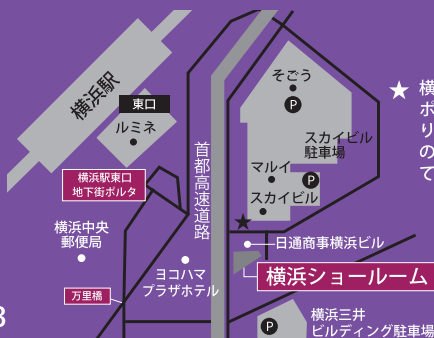 横浜駅
東口
ルミネ
横浜駅東口
地下街ポルタ
横浜中央
郵便局
万里橋
首都高速道路
ヨコハマ
プラザホテル
そごう
P
スカイビル
駐車場
マルイ
P
スカイビル
日通商事横浜ビル
横浜ショールーム
横浜三井
ビルディング駐車場
P
★ 横
ポ
り
の
て
3